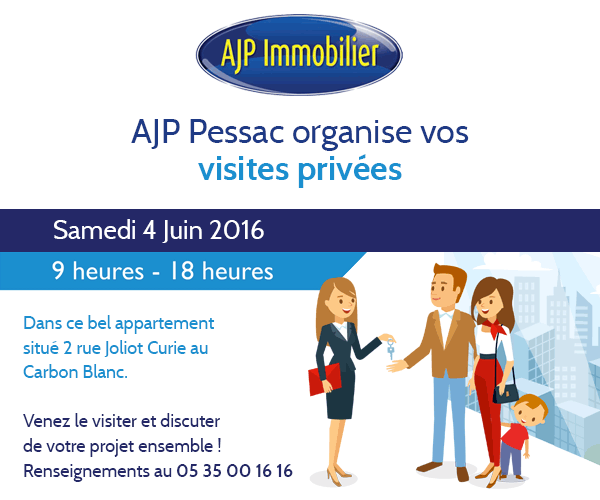 AJP Immobilier
AJP Pessac organise vos
visites privées
Samedi 4 Juin 2016
9 heures - 18 heures
Dans ce bel appartement
situé 2 rue Joliot Curie au
Carbon Blanc.
Venez le visiter et discuter
de votre projet ensemble !
Renseignements au 05 35 00 16 16